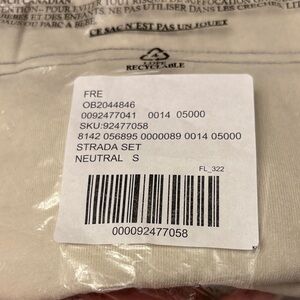 CE SAC N'EST PAS UN JOUET
4
RECYCLABLE
FRE
OB2044846
0092477041 0014 05000
SKU:92477058
8142 056895 0000089 0014 05000
STRADA SET
NEUTRAL S
FL_322
000092477058